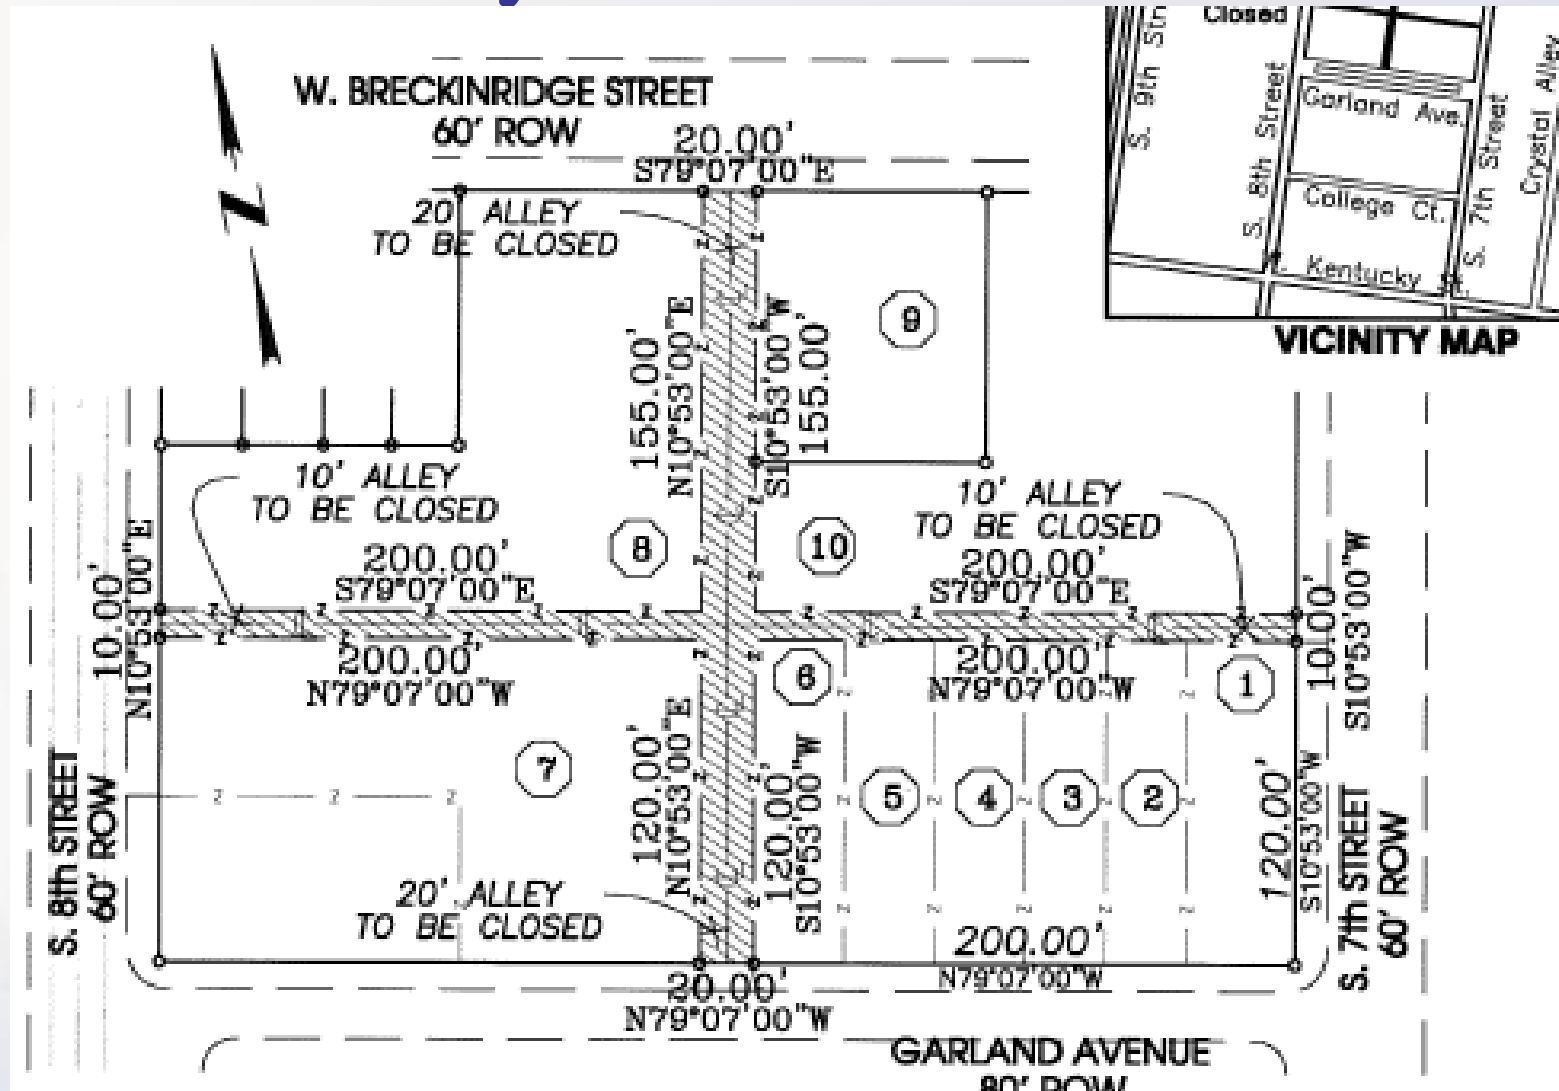 W. BRECKINRIDGE STREET
60' ROW
20.00'
S79°07'00"E
20' ALLEY
TO BE CLOSED
Closed
S. 9th Str
S. 8th Street
Garland Ave.
S. 7th Street
Crystal Alley
College Ct.
Kentucky St.
VICINITY MAP
N
155.00'
N10°53'00"E
S10°53'00"W
155.00'
9
10' ALLEY
TO BE CLOSED
10' ALLEY
TO BE CLOSED
8
10
200.00'
S79°07'00"E
200.00'
S79°07'00"E
10.00'
N10°53'00"E
10.00'
S10°53'00"W
200.00'
N79°07'00"W
6
200.00'
N79°07'00"W
1
7
120.00'
N10°53'00"E
120.00'
S10°53'00"W
5
4
3
2
120.00'
S10°53'00"W
S. 8th STREET
60' ROW
S. 7th STREET
60' ROW
20' ALLEY
TO BE CLOSED
200.00'
N79°07'00"W
20.00'
N79°07'00"W
GARLAND AVENUE
80' ROW